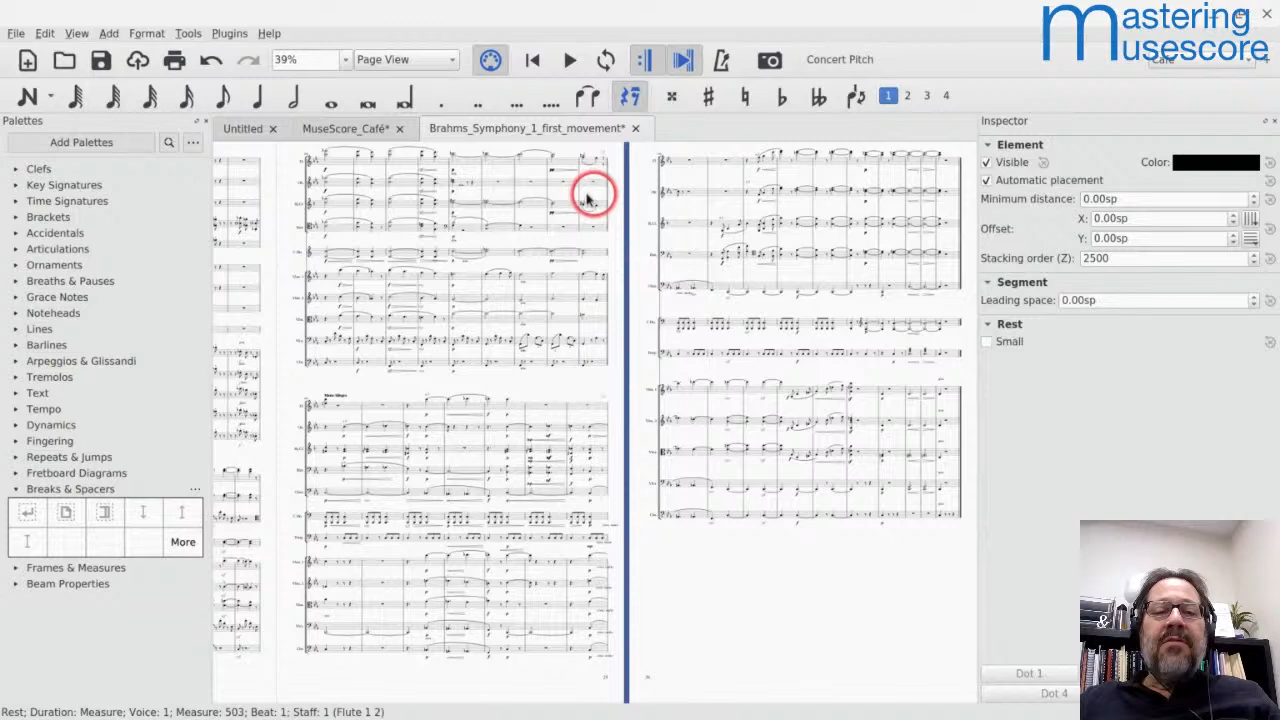 mastering
musescore
File Edit View Add Format Tools Plugins Help
39% Page View Concert Pitch
1 2 3 4
Palettes
Untitled MuseScore_Café* Brahms_Symphony_1_first_movement*
Inspector
Add Palettes
Clefs
Key Signatures
Time Signatures
Brackets
Accidentals
Articulations
Ornaments
Breaths & Pauses
Grace Notes
Noteheads
Lines
Barlines
Arpeggios & Glissandi
Tremolos
Text
Tempo
Dynamics
Fingering
Repeats & Jumps
Fretboard Diagrams
Breaks & Spacers
More
Frames & Measures
Beam Properties
Element
Visible Color:
Automatic placement
Minimum distance: 0.00sp
Offset: X: 0.00sp
Y: 0.00sp
Stacking order (Z): 2500
Segment
Leading space: 0.00sp
Rest
Small
Dot 1
Dot 4
Rest; Duration: Measure; Voice: 1; Measure: 503; Beat: 1; Staff: 1 (Flute 1 2)